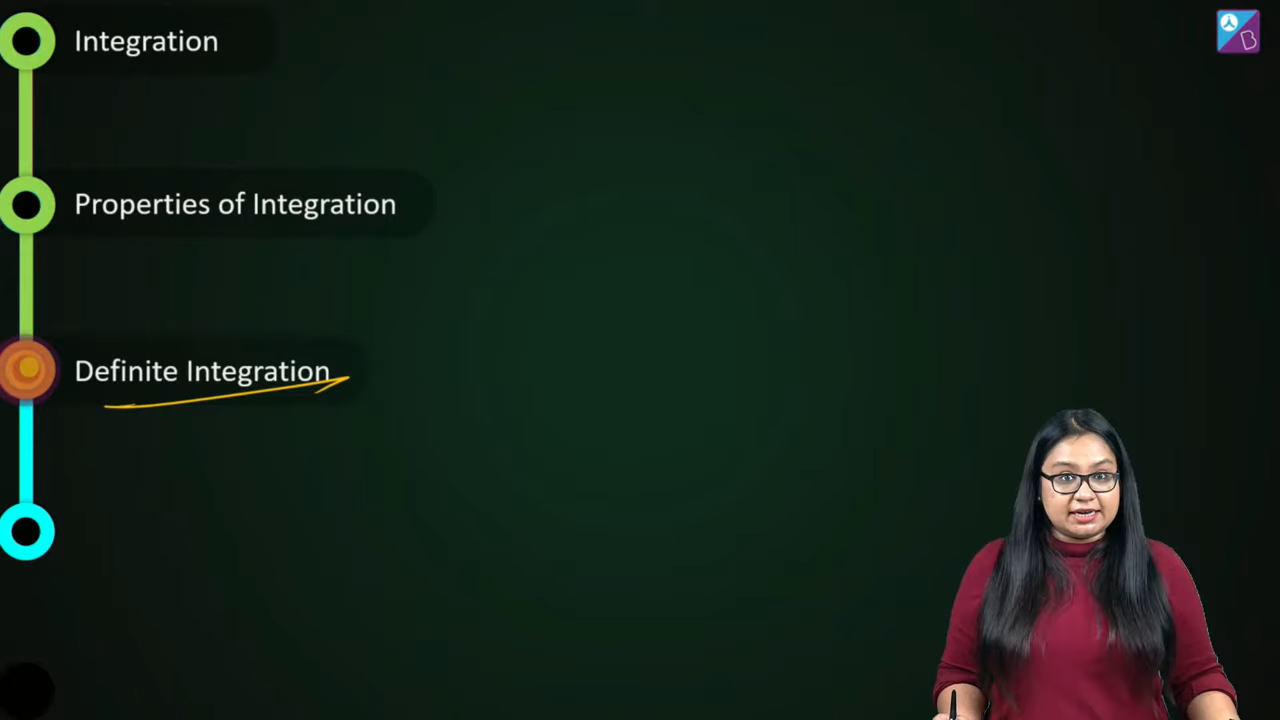 Integration
Properties of Integration
Definite Integration
B